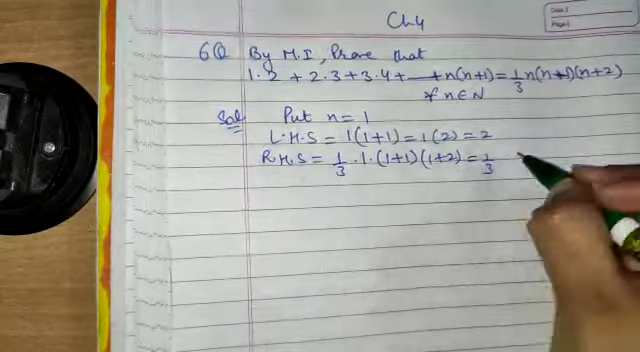 Ch4
6Q By M.I, Prove that
1.2 + 2.3 + 3.4 + — + n(n+1) = 1/3 n(n+1)(n+2)
∀ n ∈ N
Sol Put n = 1
L.H.S = 1(1+1) = 1(2) = 2
R.H.S = 1/3 . 1 . (1+1)(1+2) = 1/3